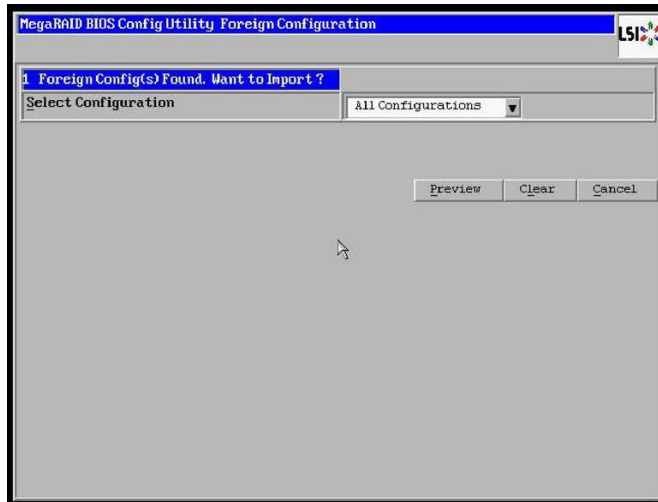 MegaRAID BIOS Config Utility Foreign Configuration
LSI
1 Foreign Config(s) Found. Want to Import ?
Select Configuration
All Configurations
Preview Clear Cancel